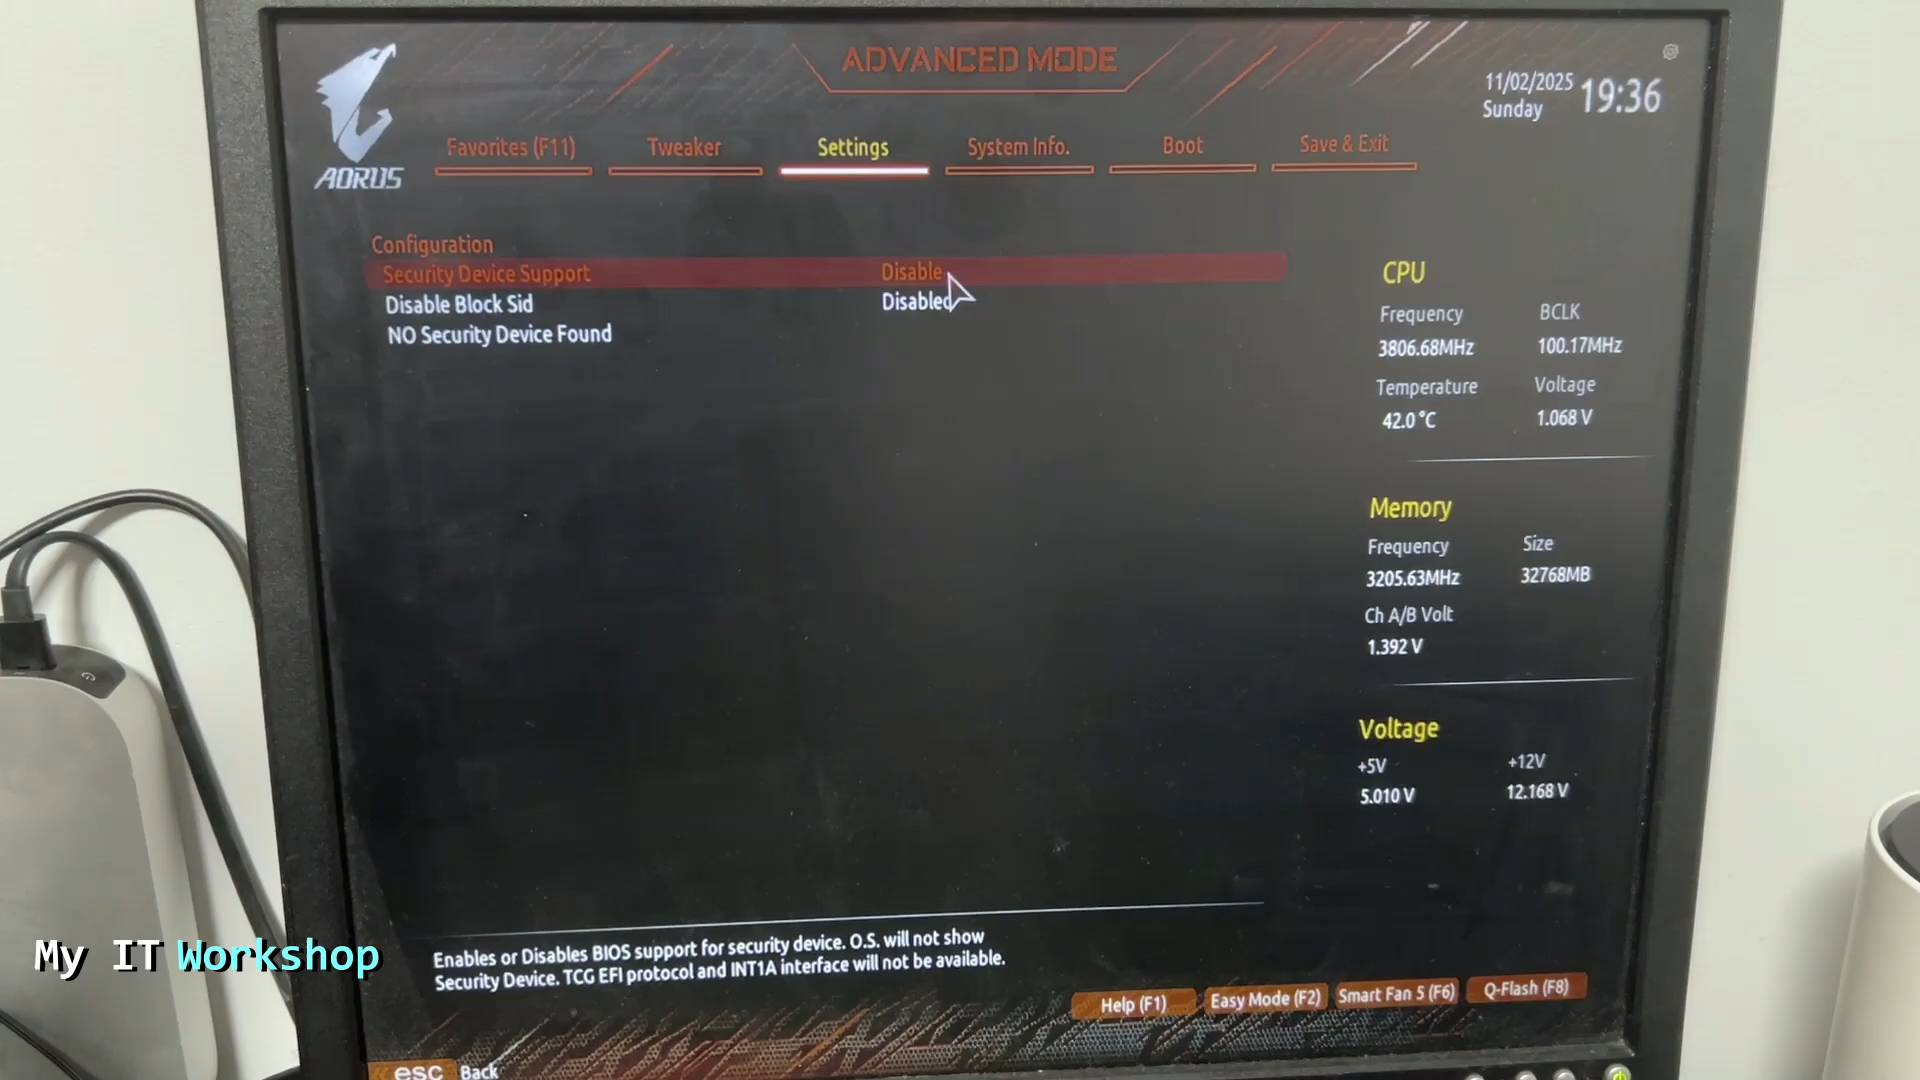 ADVANCED MODE
11/02/2025
Sunday
19:36
AORUS
Favorites (F11)
Tweaker
Settings
System Info.
Boot
Save & Exit
Configuration
Security Device Support
Disable
Disable Block Sid
Disabled
NO Security Device Found
CPU
Frequency
BCLK
3806.68MHz
100.17MHz
Temperature
Voltage
42.0 °C
1.068 V
Memory
Frequency
Size
3205.63MHz
32768MB
Ch A/B Volt
1.392 V
Voltage
+5V
+12V
5.010 V
12.168 V
Enables or Disables BIOS support for security device. O.S. will not show
Security Device. TCG EFI protocol and INT1A interface will not be available.
Help (F1)
Easy Mode (F2)
Smart Fan 5 (F6)
Q-Flash (F8)
esc
Back
My IT Workshop